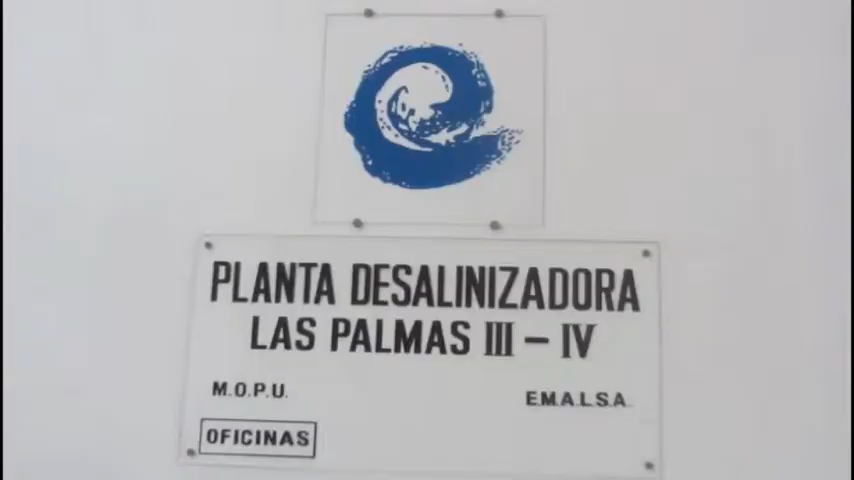 PLANTA DESALINIZADORA
LAS PALMAS III – IV
M.O.P.U. E.M.A.L.S.A.
OFICINAS